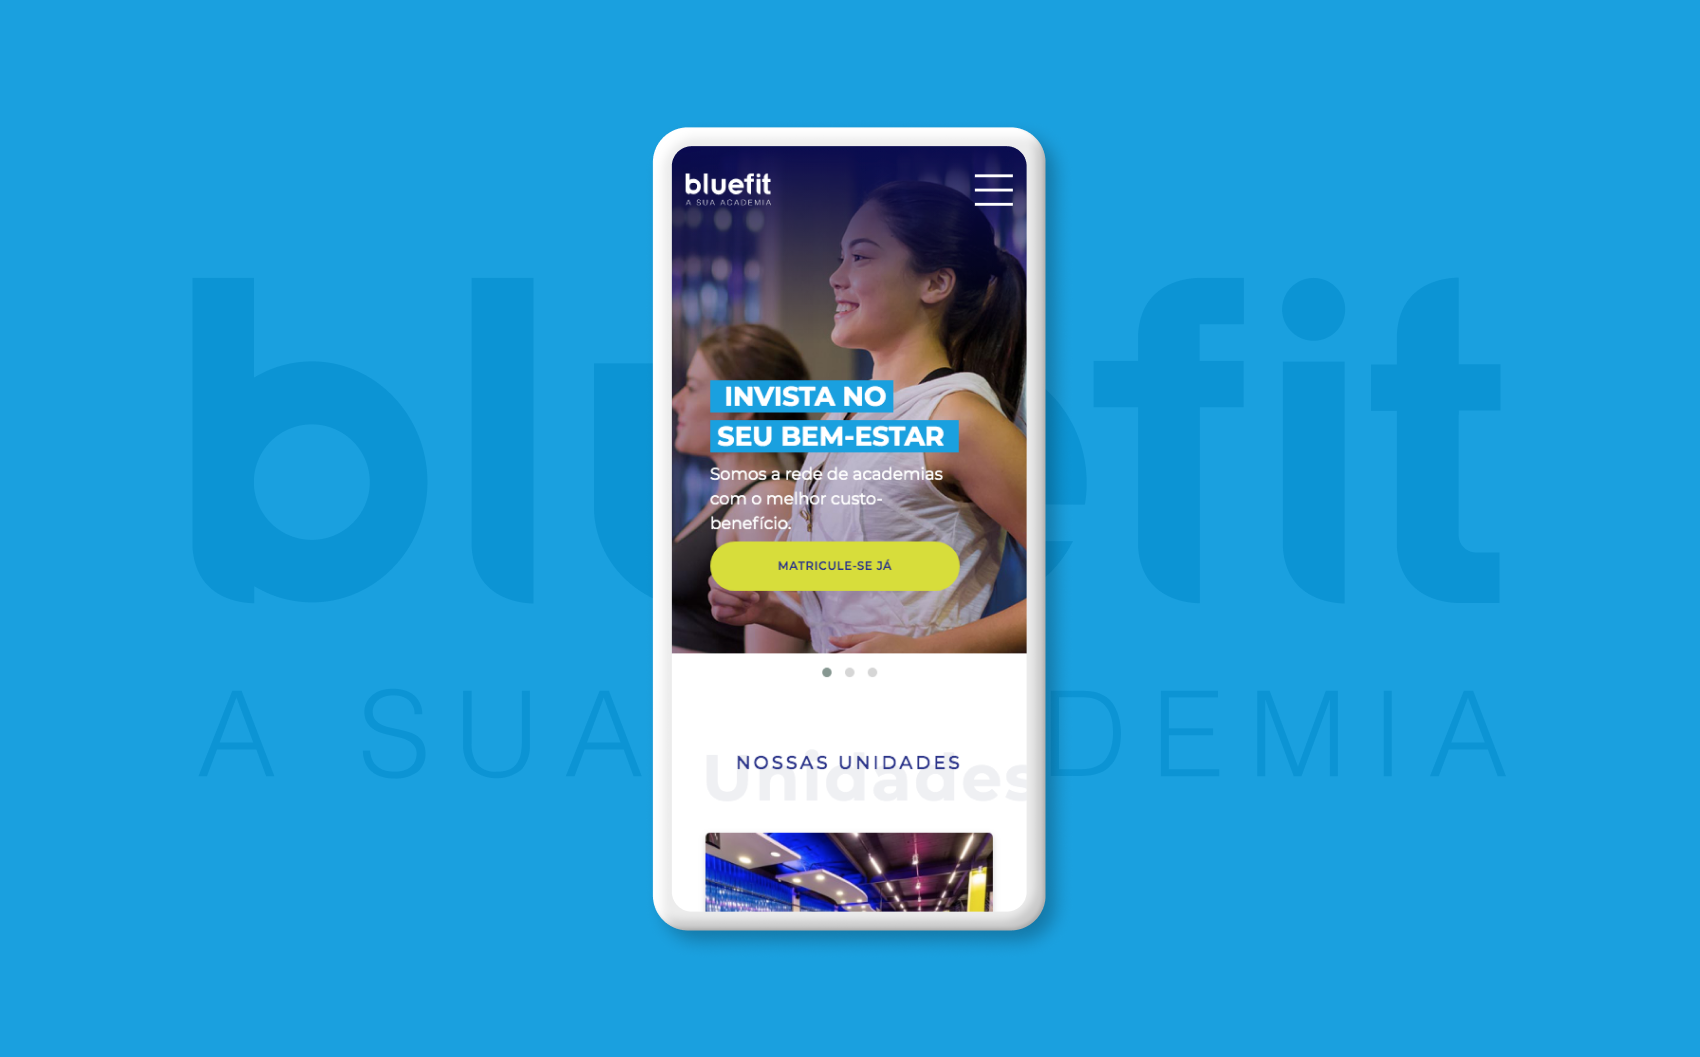 bluefit
A SUA ACADEMIA
bluefit
A SUA ACADEMIA
INVISTA NO
SEU BEM-ESTAR
Somos a rede de academias
com o melhor custo-
benefício.
MATRICULE-SE JÁ
NOSSAS UNIDADES
Unidades